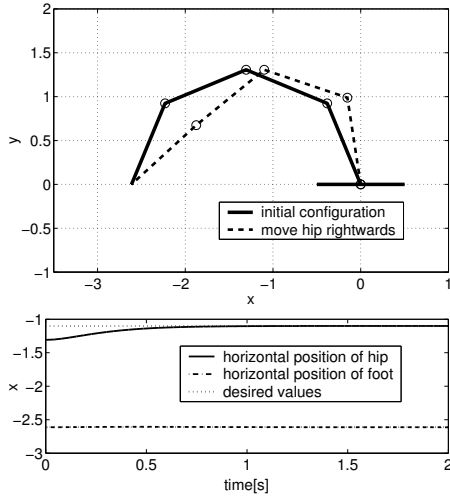 2
1.5
1
0.5
0
−0.5
−1
y
−3
−2
−1
0
1
x
initial configuration
move hip rightwards
−1
−1.5
−2
−2.5
−3
x
0
0.5
1
1.5
2
time[s]
horizontal position of hip
horizontal position of foot
desired values